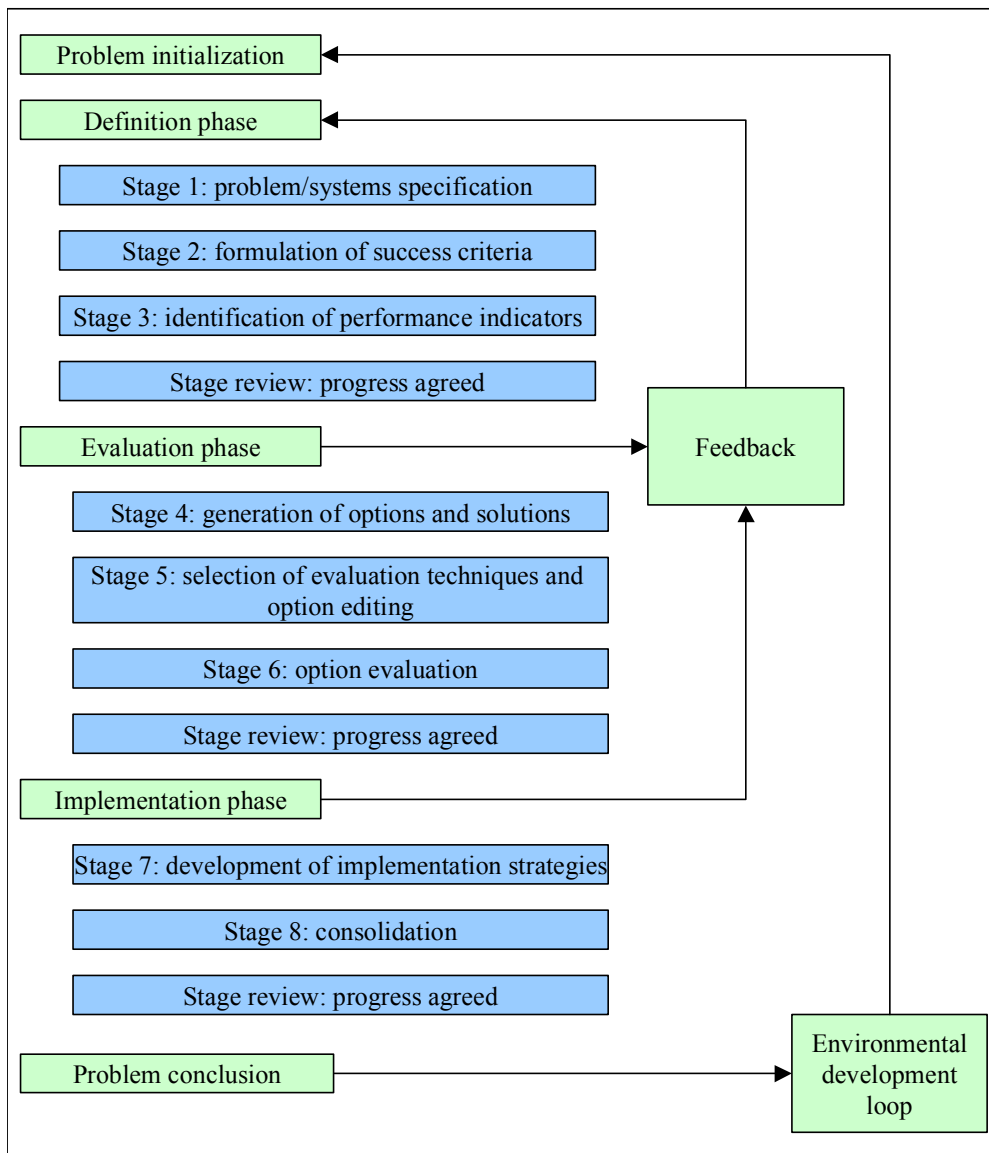 Problem initialization
Definition phase
Stage 1: problem/systems specification
Stage 2: formulation of success criteria
Stage 3: identification of performance indicators
Stage review: progress agreed
Evaluation phase
Feedback
Stage 4: generation of options and solutions
Stage 5: selection of evaluation techniques and
option editing
Stage 6: option evaluation
Stage review: progress agreed
Implementation phase
Stage 7: development of implementation strategies
Stage 8: consolidation
Stage review: progress agreed
Problem conclusion
Environmental
development
loop